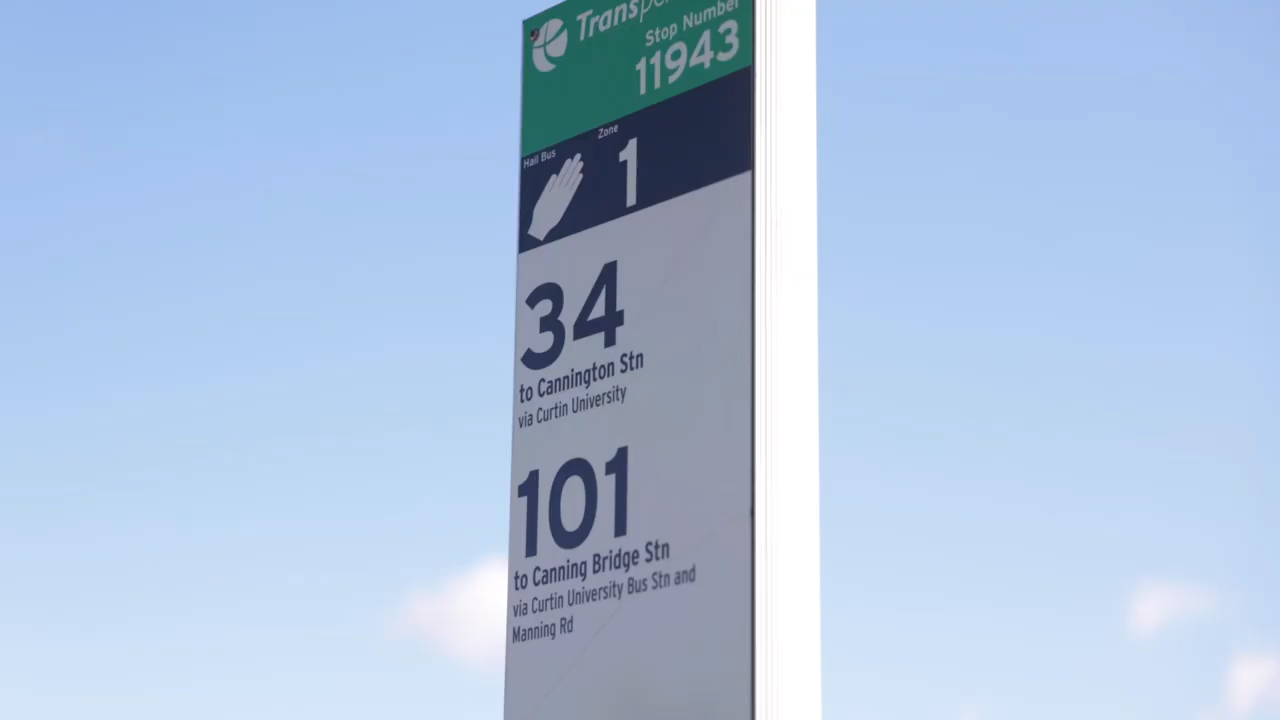 Stop Number
11943
Hail Bus
Zone
1
34
to Cannington Stn
via Curtin University
101
to Canning Bridge Stn
via Curtin University Bus Stn and
Manning Rd